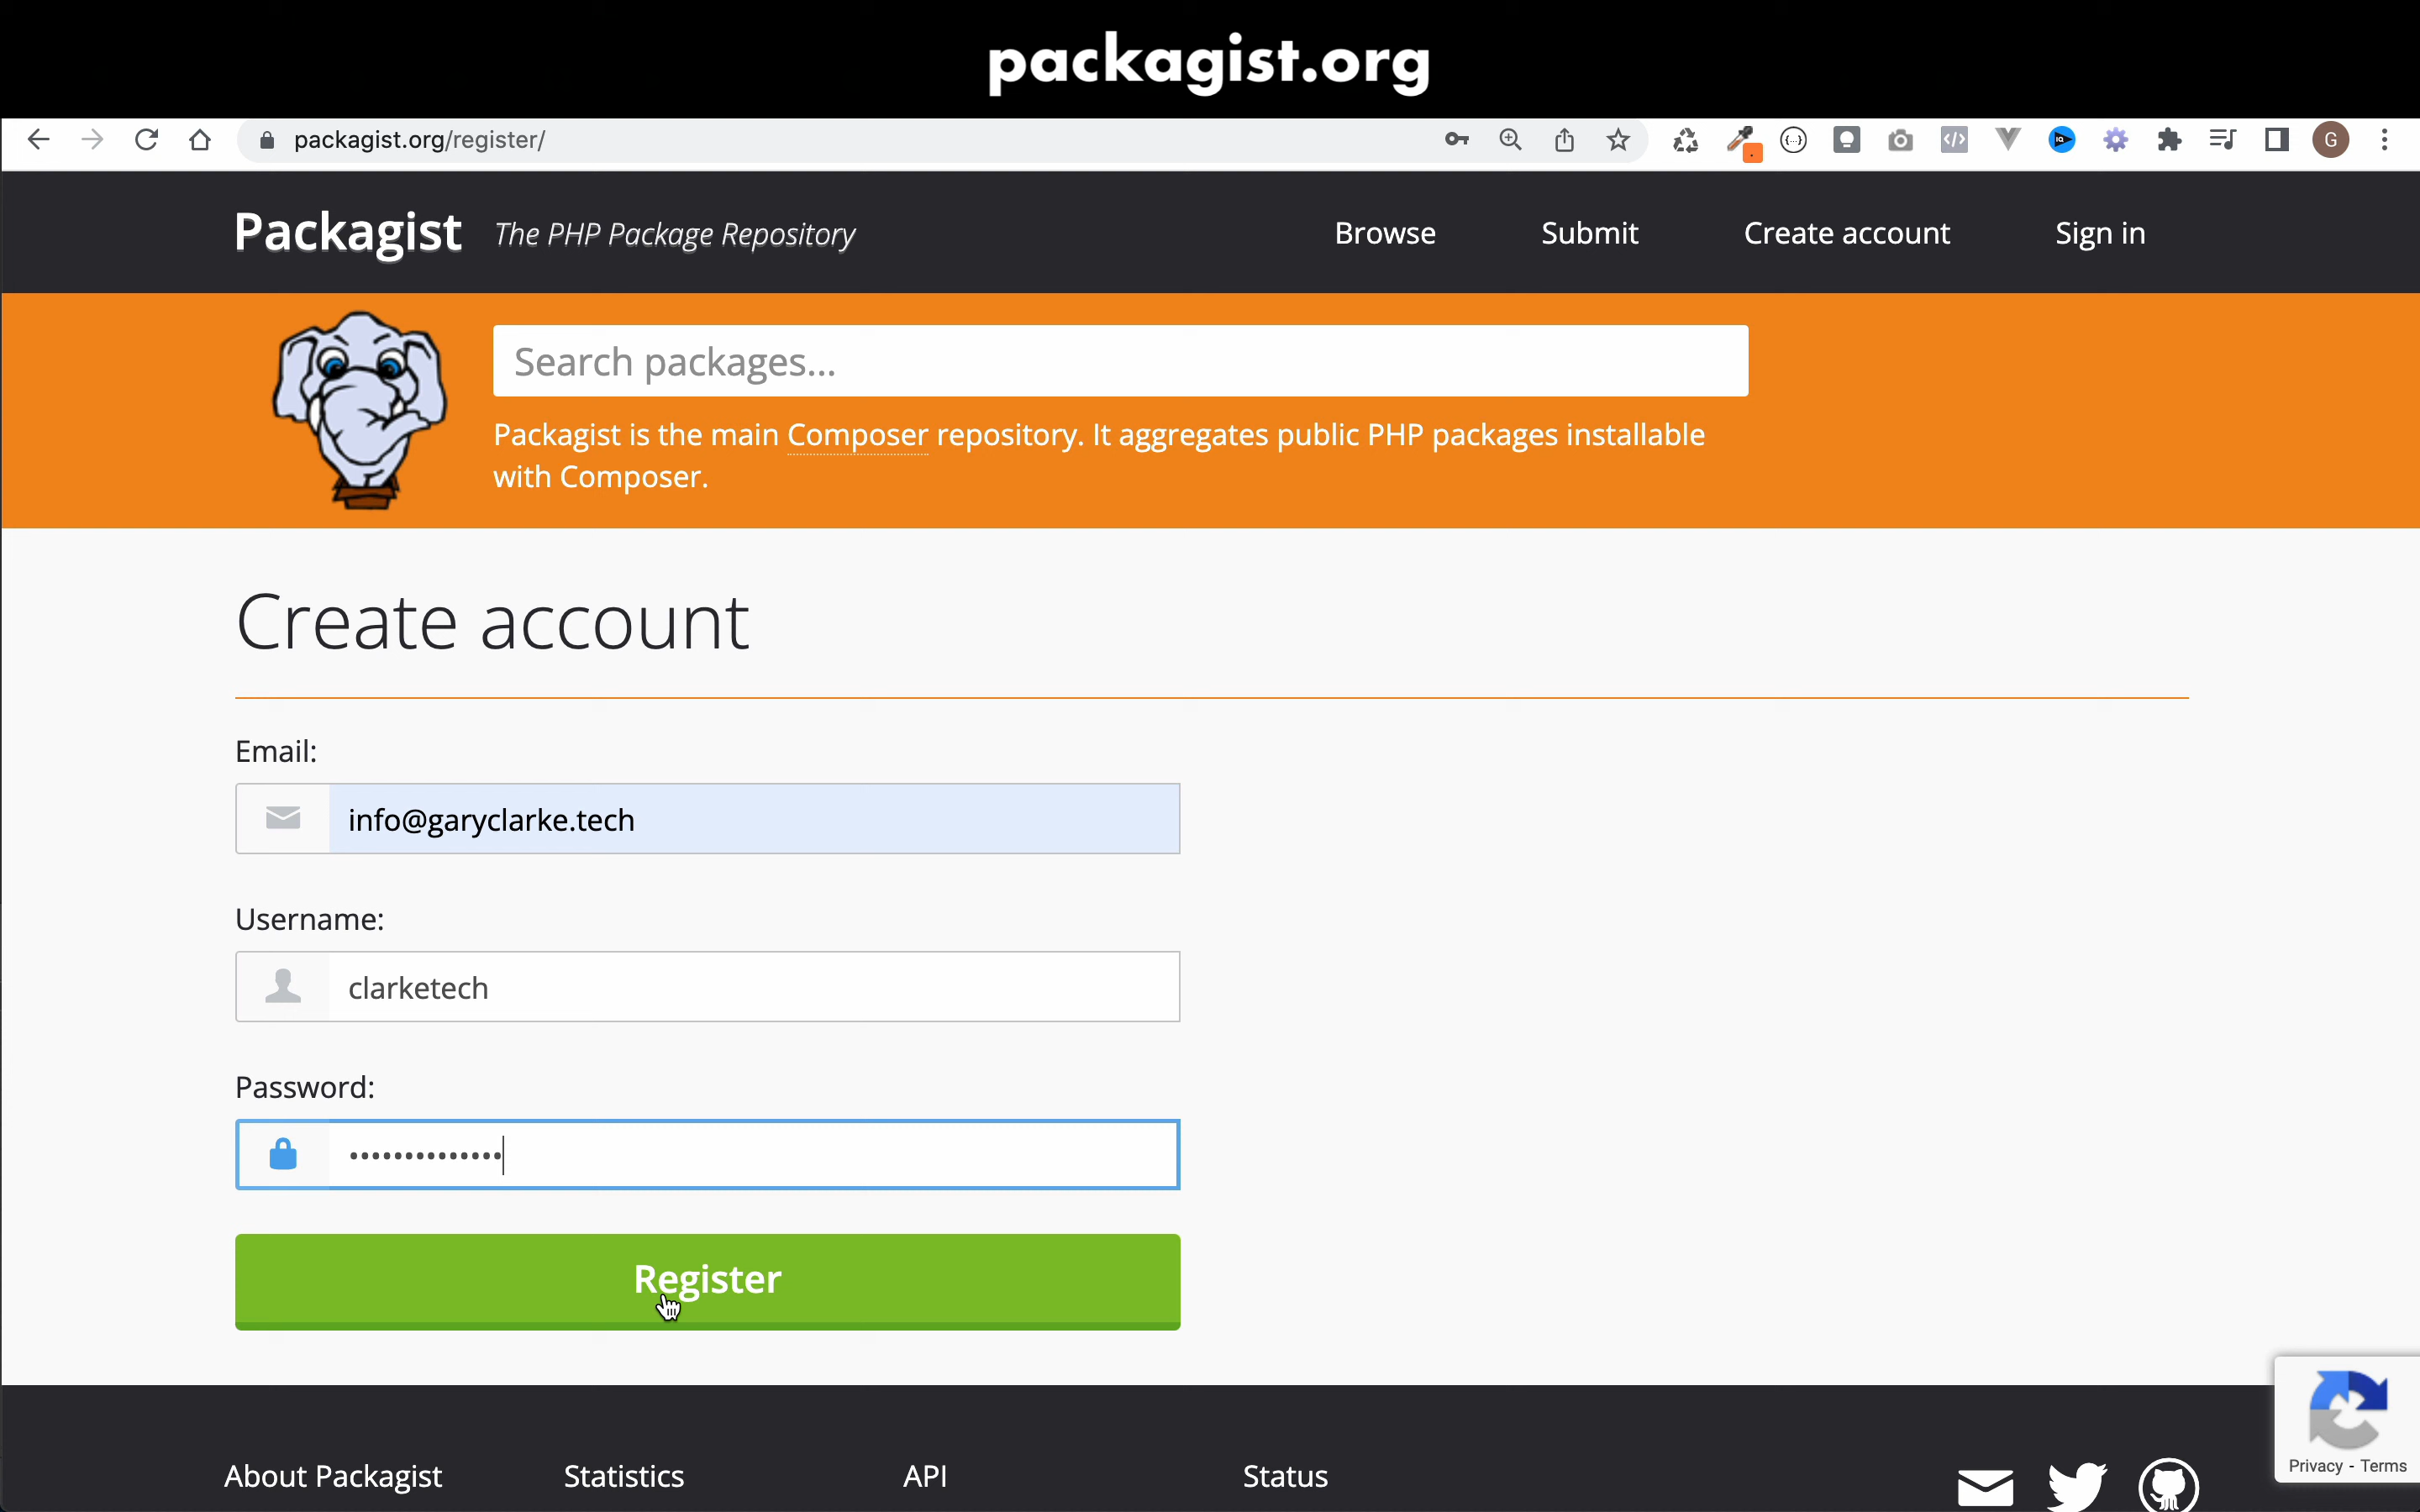 packagist.org
packagist.org/register/
G
Packagist The PHP Package Repository Browse Submit Create account Sign in
Search packages...
Packagist is the main Composer repository. It aggregates public PHP packages installable
with Composer.
Create account
Email:
info@garyclarke.tech
Username:
clarketech
Password:
••••••••••••••
Register
Privacy - Terms
About Packagist Statistics API Status